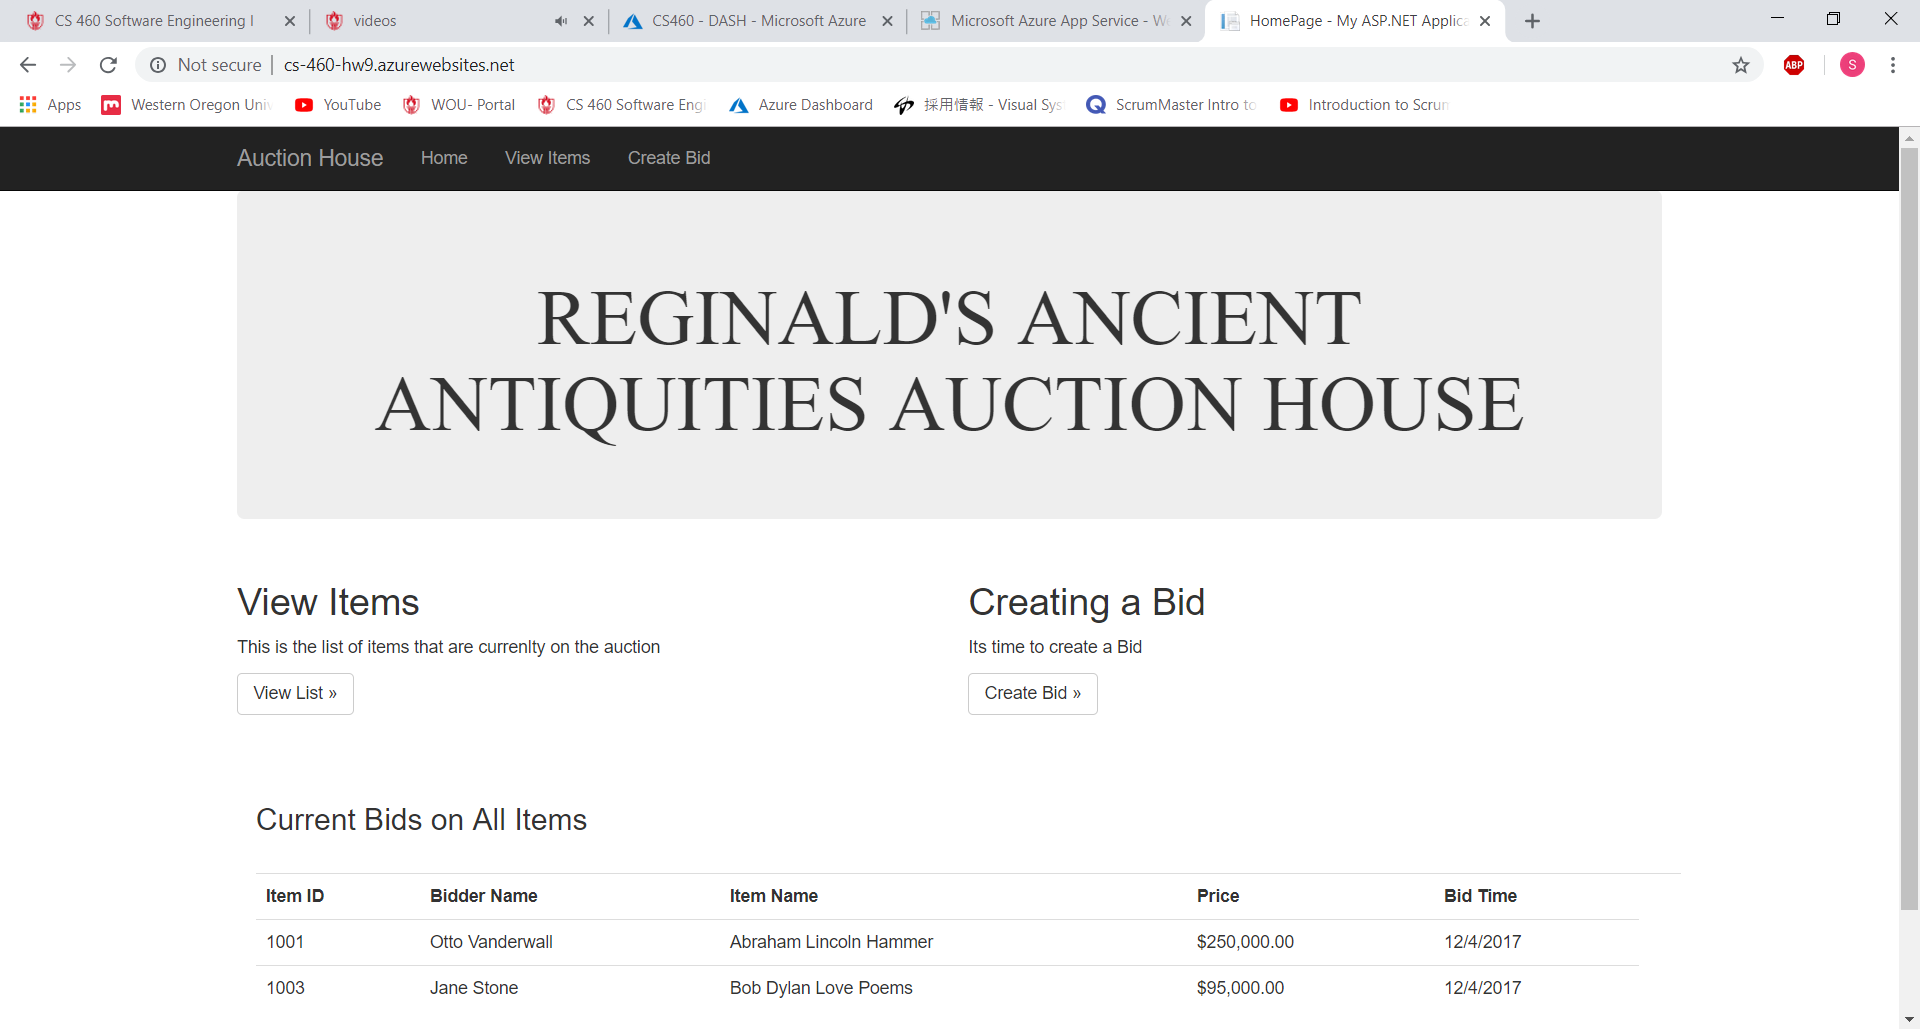 CS 460 Software Engineering I
videos
CS460 - DASH - Microsoft Azure
Microsoft Azure App Service - We
HomePage - My ASP.NET Applica
Not secure cs-460-hw9.azurewebsites.net
ABP
S
Apps
Western Oregon Univ
YouTube
WOU- Portal
CS 460 Software Engi
Azure Dashboard
採用情報 - Visual Sys
ScrumMaster Intro to
Introduction to Scrum
Auction House Home View Items Create Bid
REGINALD'S ANCIENT
ANTIQUITIES AUCTION HOUSE
View Items
This is the list of items that are currenlty on the auction
View List »
Creating a Bid
Its time to create a Bid
Create Bid »
Current Bids on All Items
Item ID Bidder Name Item Name Price Bid Time
1001 Otto Vanderwall Abraham Lincoln Hammer $250,000.00 12/4/2017
1003 Jane Stone Bob Dylan Love Poems $95,000.00 12/4/2017